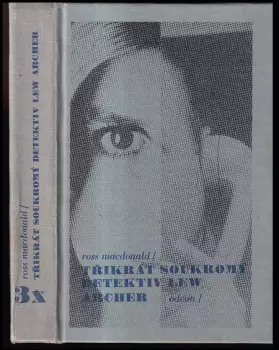 ross macdonald /
TŘIKRÁT SOUKROMÝ DETEKTIV LEW ARCHER
3x
ross macdonald /
TŘIKRÁT SOUKROMÝ
DETEKTIV LEW
ARCHER odeon /